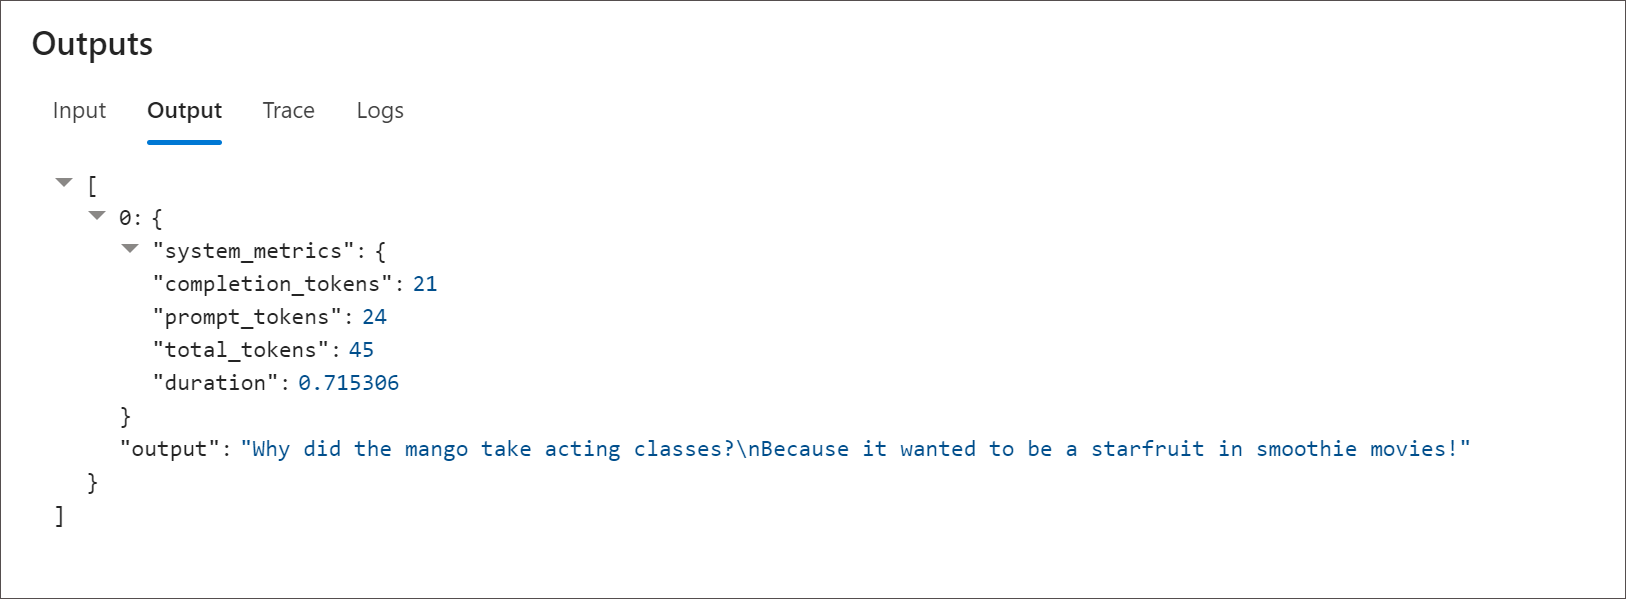 Outputs
Input Output Trace Logs
[
0: {
"system_metrics": {
"completion_tokens": 21
"prompt_tokens": 24
"total_tokens": 45
"duration": 0.715306
}
"output": "Why did the mango take acting classes?\nBecause it wanted to be a starfruit in smoothie movies!"
}
]